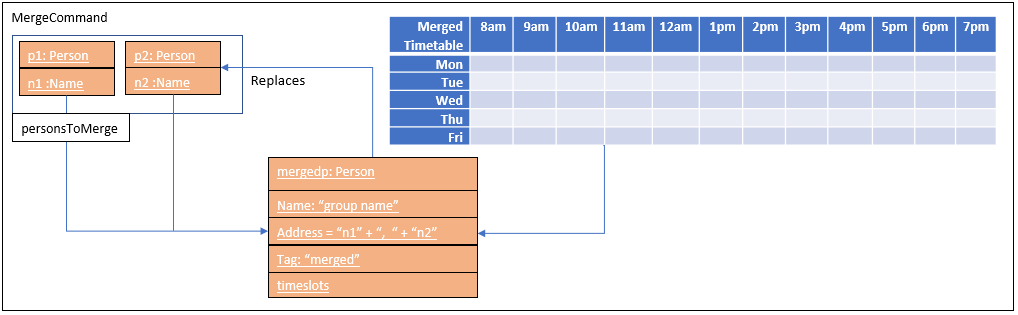 MergeCommand
p1: Person
n1 :Name
p2: Person
n2 :Name
personsToMerge
Replaces
Merged Timetable 8am 9am 10am 11am 12am 1pm 2pm 3pm 4pm 5pm 6pm 7pm
Mon
Tue
Wed
Thu
Fri
mergedp: Person
Name: “group name”
Address = “n1” + “, “ + “n2”
Tag: “merged”
timeslots